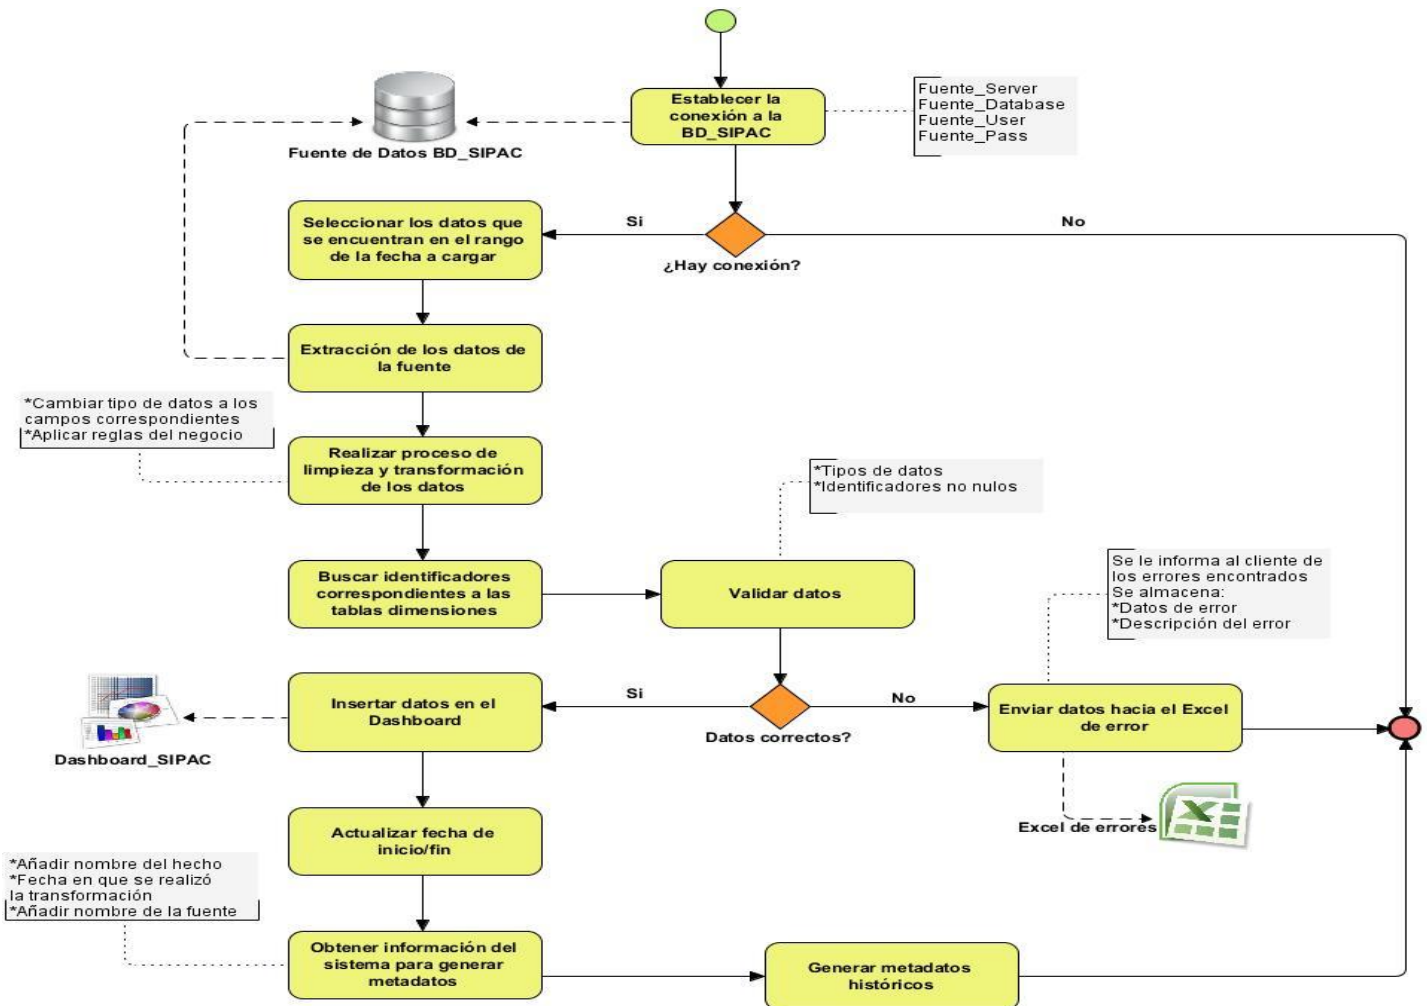 Establecer la
conexión a la
BD_SIPAC
Fuente_Server
Fuente_Database
Fuente_User
Fuente_Pass
Fuente de Datos BD_SIPAC
Si
No
¿Hay conexión?
Seleccionar los datos que
se encuentran en el rango
de la fecha a cargar
Extracción de los datos de
la fuente
*Cambiar tipo de datos a los
campos correspondientes
*Aplicar reglas del negocio
Realizar proceso de
limpieza y transformación
de los datos
*Tipos de datos
*Identificadores no nulos
Buscar identificadores
correspondientes a las
tablas dimensiones
Validar datos
Se le informa al cliente de
los errores encontrados
Se almacena:
*Datos de error
*Descripción del error
Insertar datos en el
Dashboard
Si
No
Datos correctos?
Enviar datos hacia el Excel
de error
Dashboard_SIPAC
Excel de errores
Actualizar fecha de
inicio/fin
*Añadir nombre del hecho
*Fecha en que se realizó
la transformación
*Añadir nombre de la fuente
Obtener información del
sistema para generar
metadatos
Generar metadatos
históricos